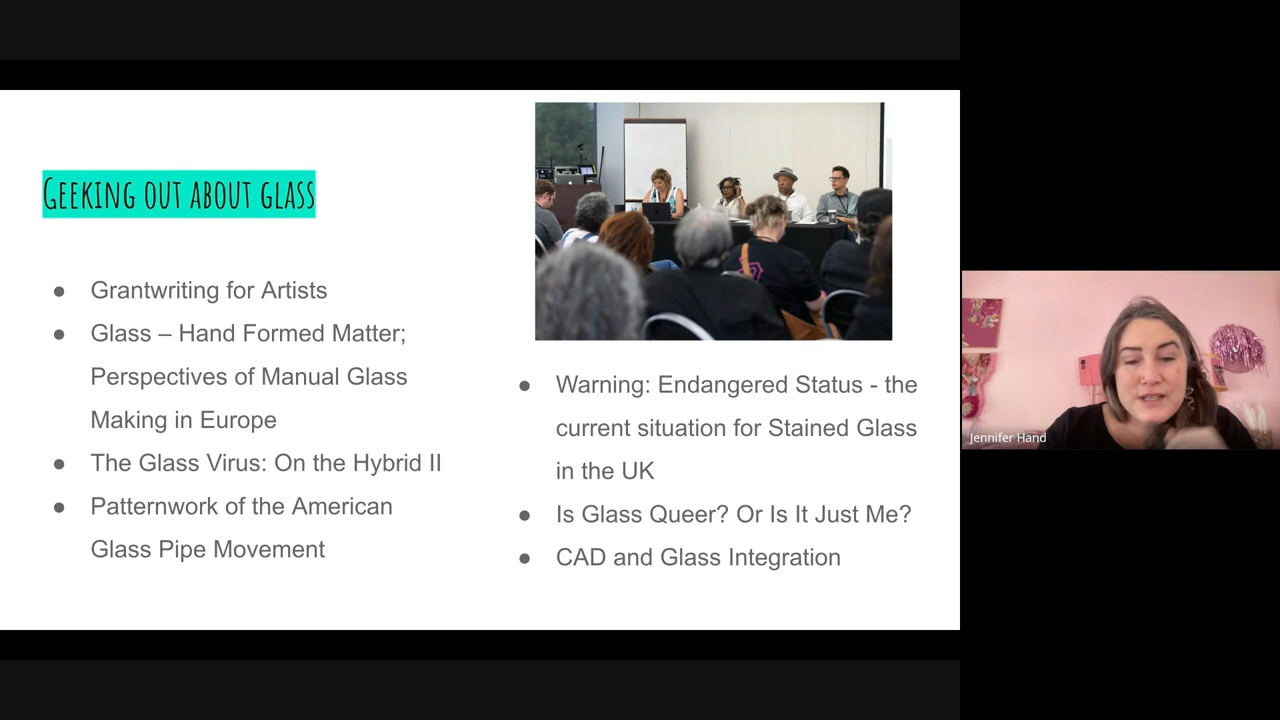 Geeking out about glass
● Grantwriting for Artists
● Glass – Hand Formed Matter;
Perspectives of Manual Glass
Making in Europe
● The Glass Virus: On the Hybrid II
● Patternwork of the American
Glass Pipe Movement
● Warning: Endangered Status - the
current situation for Stained Glass
in the UK
● Is Glass Queer? Or Is It Just Me?
● CAD and Glass Integration
Jennifer Hand